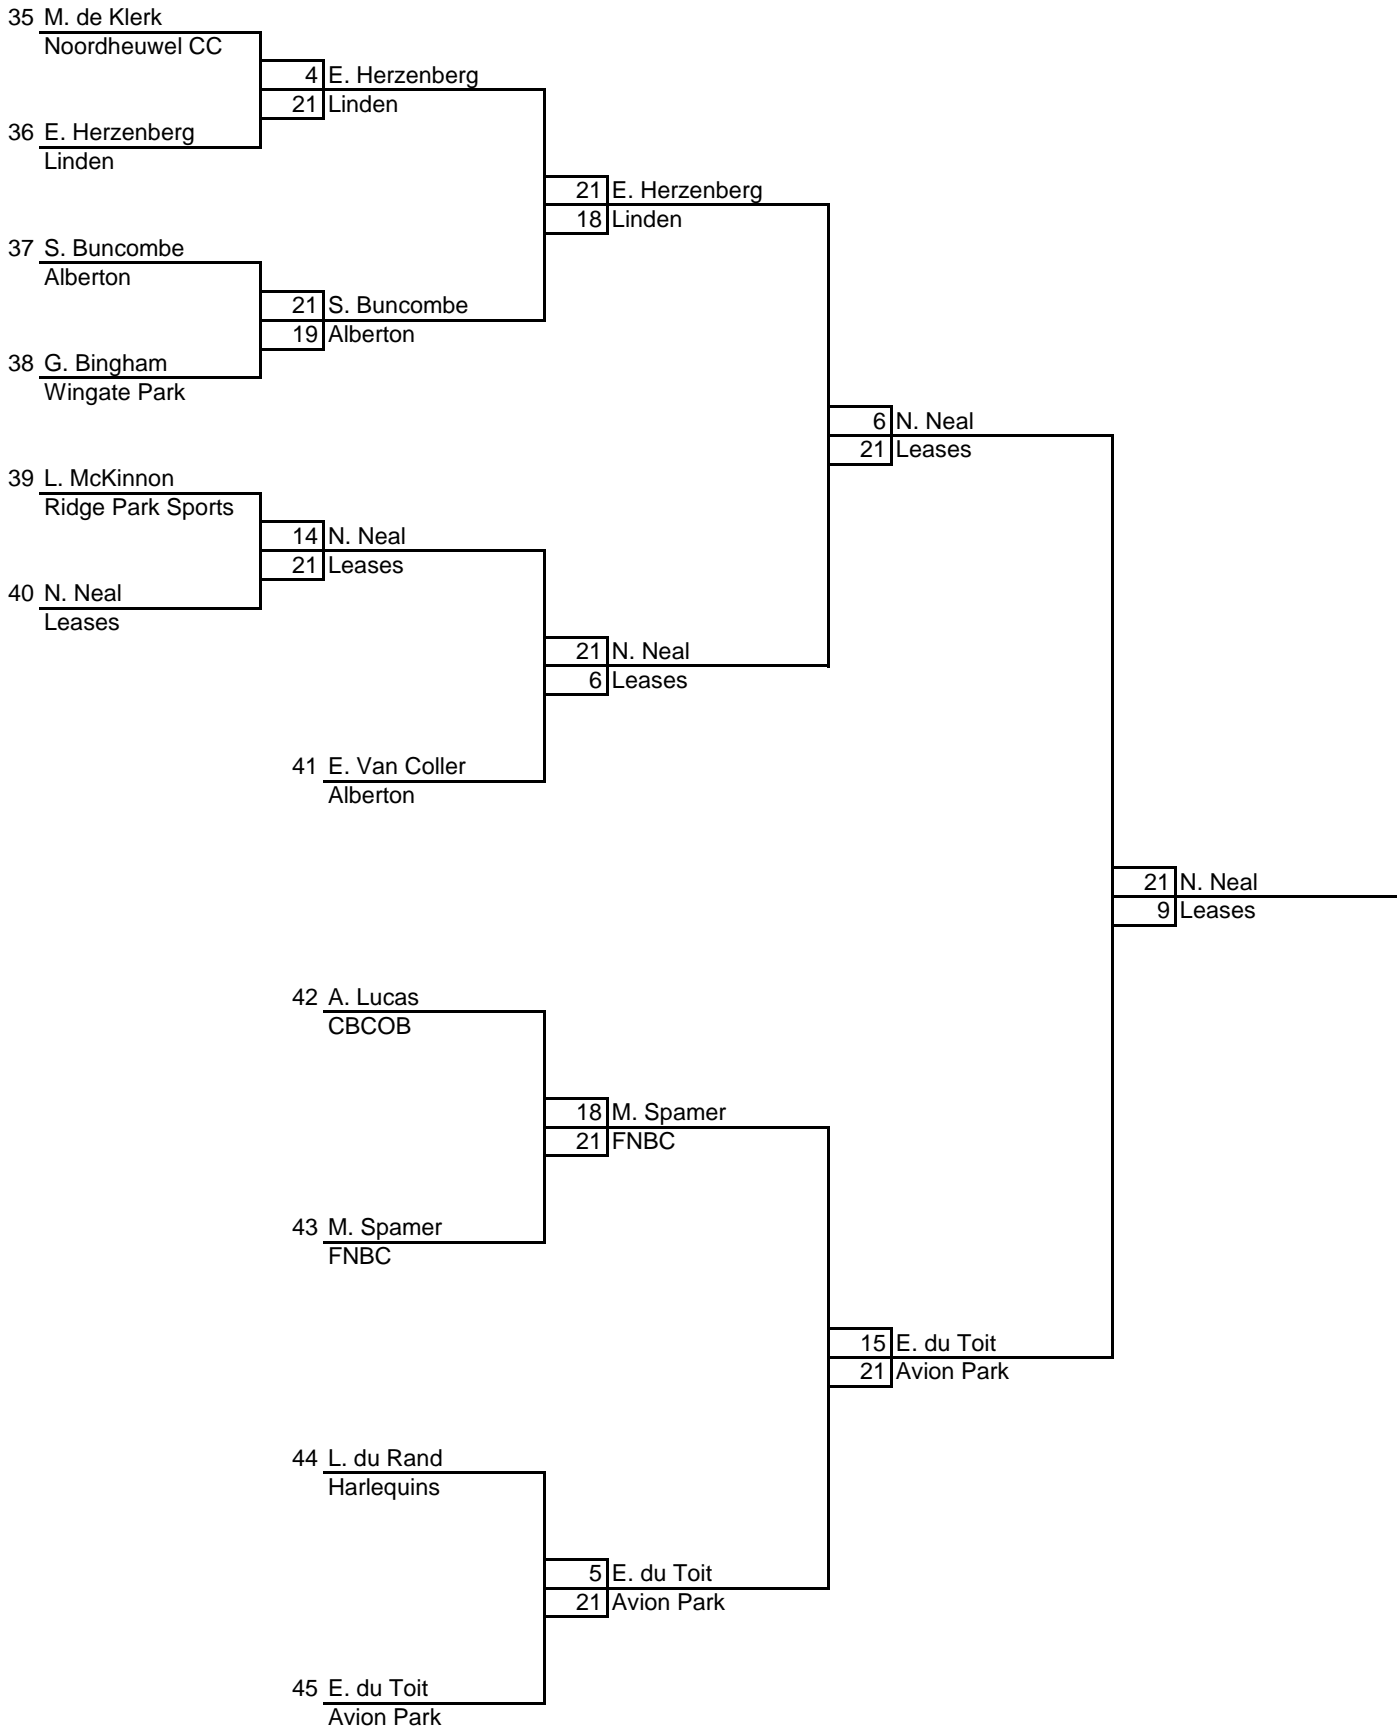 35 M. de Klerk
Noordheuwel CC
4 E. Herzenberg
21 Linden
36 E. Herzenberg
Linden
21 E. Herzenberg
18 Linden
37 S. Buncombe
Alberton
21 S. Buncombe
19 Alberton
38 G. Bingham
Wingate Park
6 N. Neal
21 Leases
39 L. McKinnon
Ridge Park Sports
14 N. Neal
21 Leases
40 N. Neal
Leases
21 N. Neal
6 Leases
41 E. Van Coller
Alberton
21 N. Neal
9 Leases
42 A. Lucas
CBCOB
18 M. Spamer
21 FNBC
43 M. Spamer
FNBC
15 E. du Toit
21 Avion Park
44 L. du Rand
Harlequins
5 E. du Toit
21 Avion Park
45 E. du Toit
Avion Park